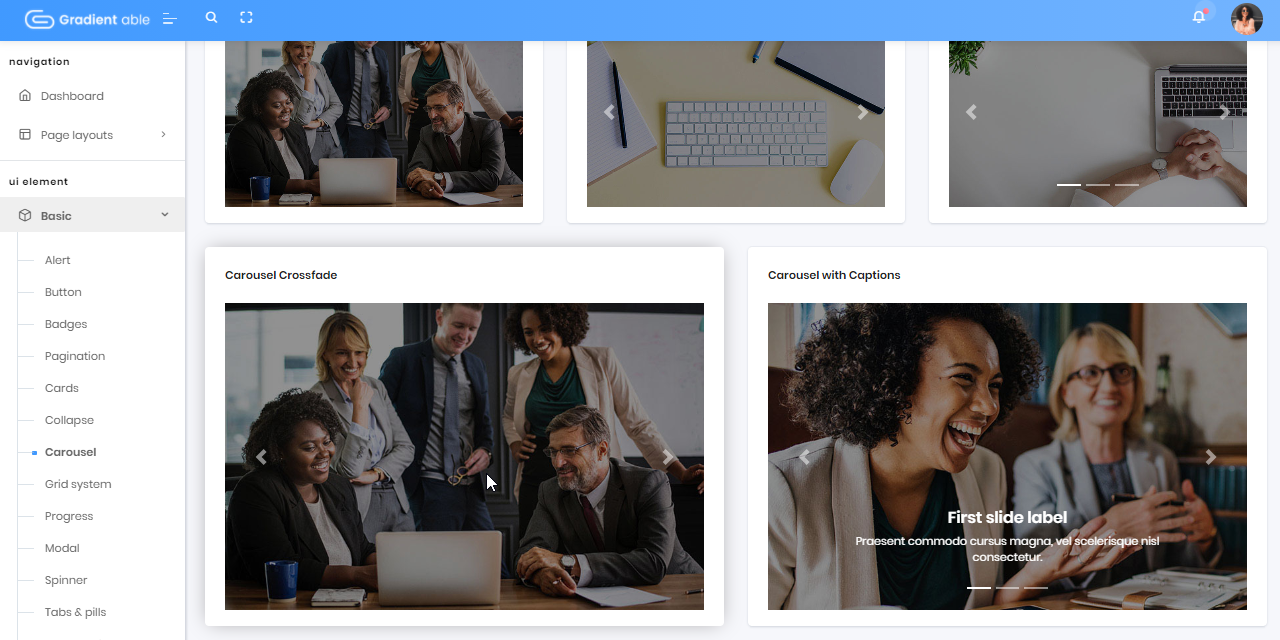 Gradient able
navigation
Dashboard
Page layouts
ui element
Basic
Alert
Button
Badges
Pagination
Cards
Collapse
Carousel
Grid system
Progress
Modal
Spinner
Tabs & pills
Carousel Crossfade
Carousel with Captions
First slide label
Praesent commodo cursus magna, vel scelerisque nisl
consectetur.